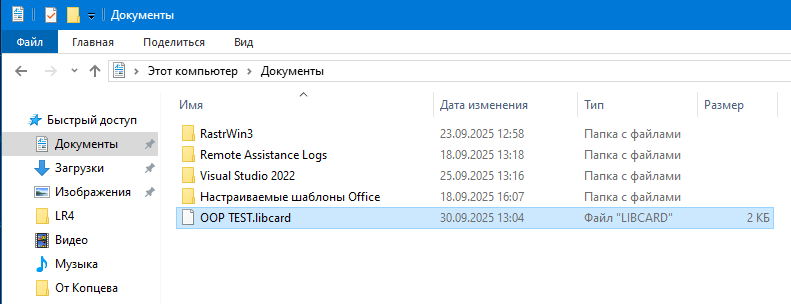 Документы
Файл Главная Поделиться Вид
Этот компьютер Документы
Имя Дата изменения Тип Размер
Быстрый доступ
Документы
Загрузки
Изображения
LR4
Видео
Музыка
От Копцева
RastrWin3 23.09.2025 12:58 Папка с файлами
Remote Assistance Logs 18.09.2025 13:18 Папка с файлами
Visual Studio 2022 25.09.2025 13:16 Папка с файлами
Настраиваемые шаблоны Office 18.09.2025 16:07 Папка с файлами
OOP TEST.libcard 30.09.2025 13:04 Файл "LIBCARD" 2 КБ